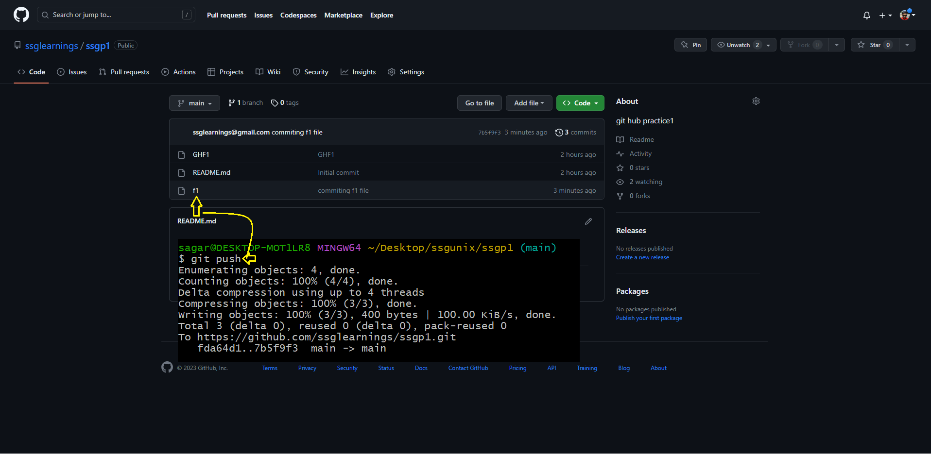 Search or jump to... /
Pull requests Issues Codespaces Marketplace Explore
ssglearnings / ssgp1 Public
Pin Unwatch 2 Fork 0 Star 0
Code Issues Pull requests Actions Projects Wiki Security Insights Settings
main 1 branch 0 tags Go to file Add file Code
ssglearnings@gmail.com commiting f1 file 7b5f9f3 3 minutes ago 3 commits
GHF1 GHF1 2 hours ago
README.md Initial commit 2 hours ago
f1 commiting f1 file 3 minutes ago
README.md
sagar@DESKTOP-MOT1LR8 MINGW64 ~/Desktop/ssgunix/ssgp1 (main)
$ git push
Enumerating objects: 4, done.
Counting objects: 100% (4/4), done.
Delta compression using up to 4 threads
Compressing objects: 100% (3/3), done.
Writing objects: 100% (3/3), 400 bytes | 100.00 KiB/s, done.
Total 3 (delta 0), reused 0 (delta 0), pack-reused 0
To https://github.com/ssglearnings/ssgp1.git
fda64d1..7b5f9f3 main -> main
About
git hub practice1
Readme
Activity
0 stars
2 watching
0 forks
Releases
No releases published
Create a new release
Packages
No packages published
Publish your first package
© 2023 GitHub, Inc. Terms Privacy Security Status Docs Contact GitHub Pricing API Training Blog About